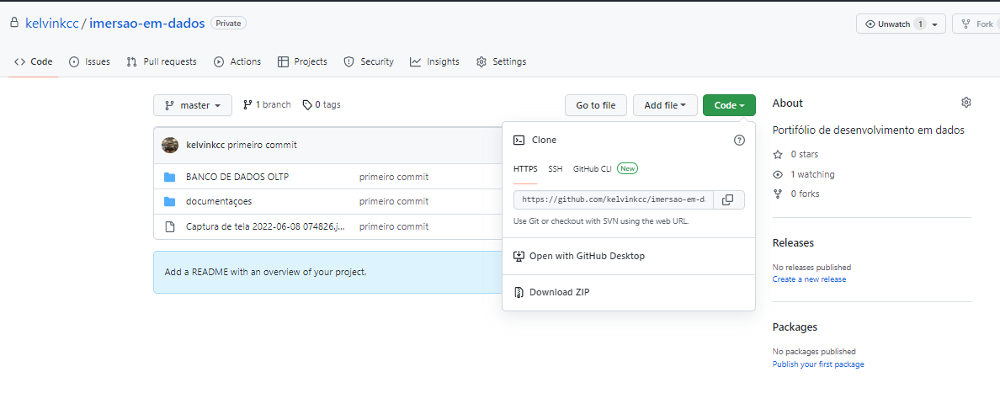 kelvinkcc / imersao-em-dados Private
Unwatch 1
Fork
Code Issues Pull requests Actions Projects Security Insights Settings
master 1 branch 0 tags Go to file Add file Code
kelvinkcc primeiro commit
BANCO DE DADOS OLTP primeiro commit
documentaçoes primeiro commit
Captura de tela 2022-06-08 074826.j... primeiro commit
Add a README with an overview of your project.
Clone
HTTPS SSH GitHub CLI New
https://github.com/kelvinkcc/imersao-em-da
Use Git or checkout with SVN using the web URL.
Open with GitHub Desktop
Download ZIP
About
Portifólio de desenvolvimento em dados
0 stars
1 watching
0 forks
Releases
No releases published
Create a new release
Packages
No packages published
Publish your first package